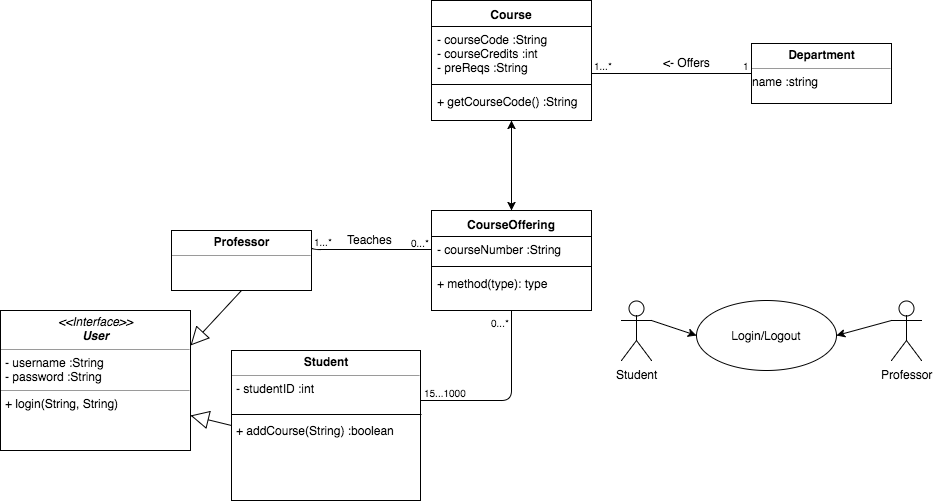 Course
- courseCode :String
- courseCredits :int
- preReqs :String
+ getCourseCode() :String
1...*
<- Offers
1
Department
name :string
CourseOffering
- courseNumber :String
+ method(type): type
Professor
1...*
Teaches
0...*
<<Interface>>
User
- username :String
- password :String
+ login(String, String)
Student
- studentID :int
+ addCourse(String) :boolean
0...*
15...1000
Login/Logout
Student
Professor